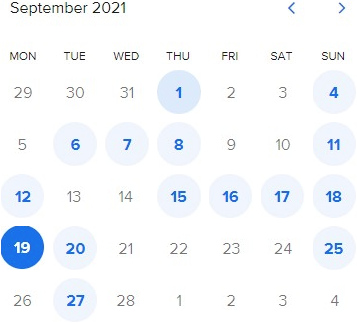 September 2021
MON TUE WED THU FRI SAT SUN
29 30 31 1 2 3 4
5 6 7 8 9 10 11
12 13 14 15 16 17 18
19 20 21 22 23 24 25
26 27 28 1 2 3 4